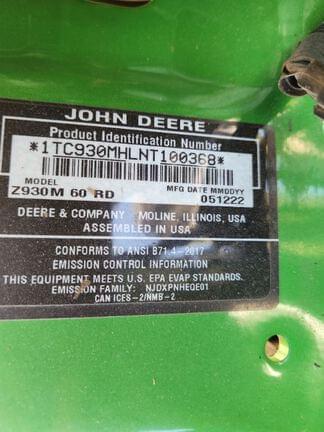 JOHN DEERE
Product Identification Number
*1TC930MHLNT100368*
MODEL MFG DATE MMDDYY
Z930M 60 RD 051222
DEERE & COMPANY MOLINE, ILLINOIS, USA
ASSEMBLED IN USA
CONFORMS TO ANSI B71.4-2017
EMISSION CONTROL INFORMATION
THIS EQUIPMENT MEETS U.S. EPA EVAP STANDARDS.
EMISSION FAMILY: NJDXPNHEQE01
CAN ICES-2/NMB-2